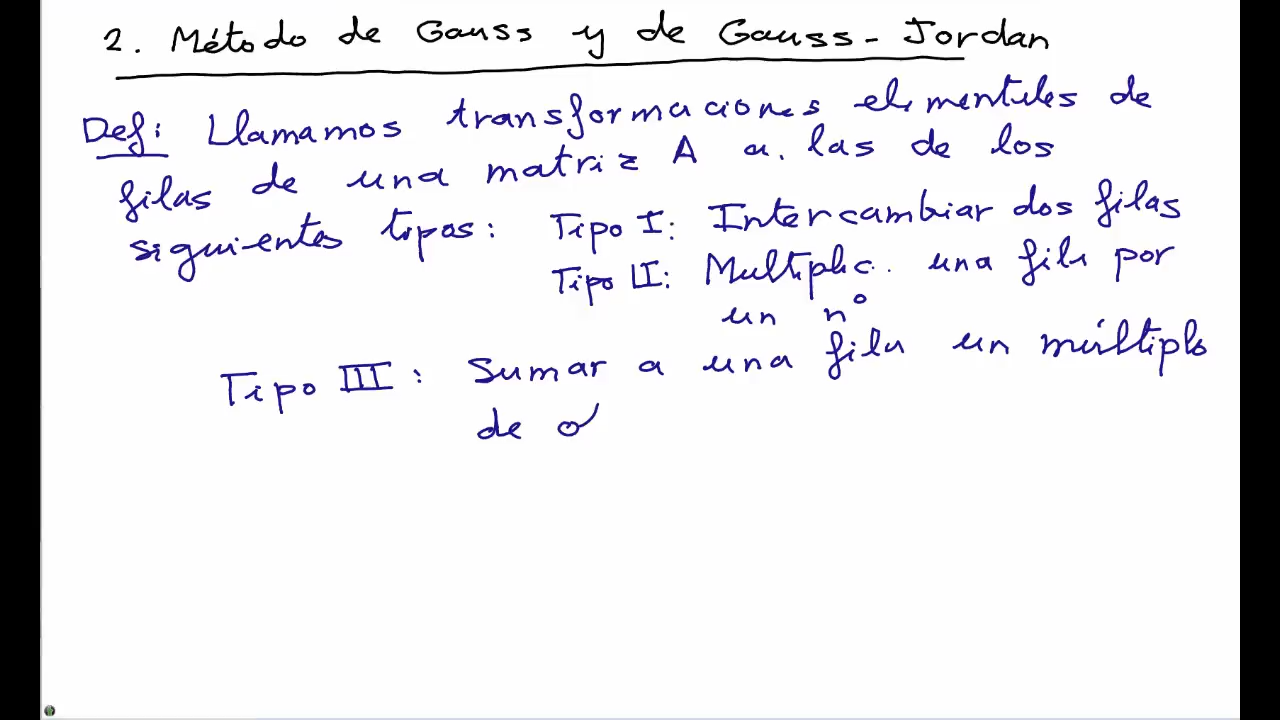 2. Método de Gauss y de Gauss-Jordan
Def: Llamamos transformaciones elementales de
filas de una matriz A a las de los
siguientes tipos: Tipo I: Intercambiar dos filas
Tipo II: Multiplic. una fila por
un nº
Tipo III: Sumar a una fila un múltiplo
de